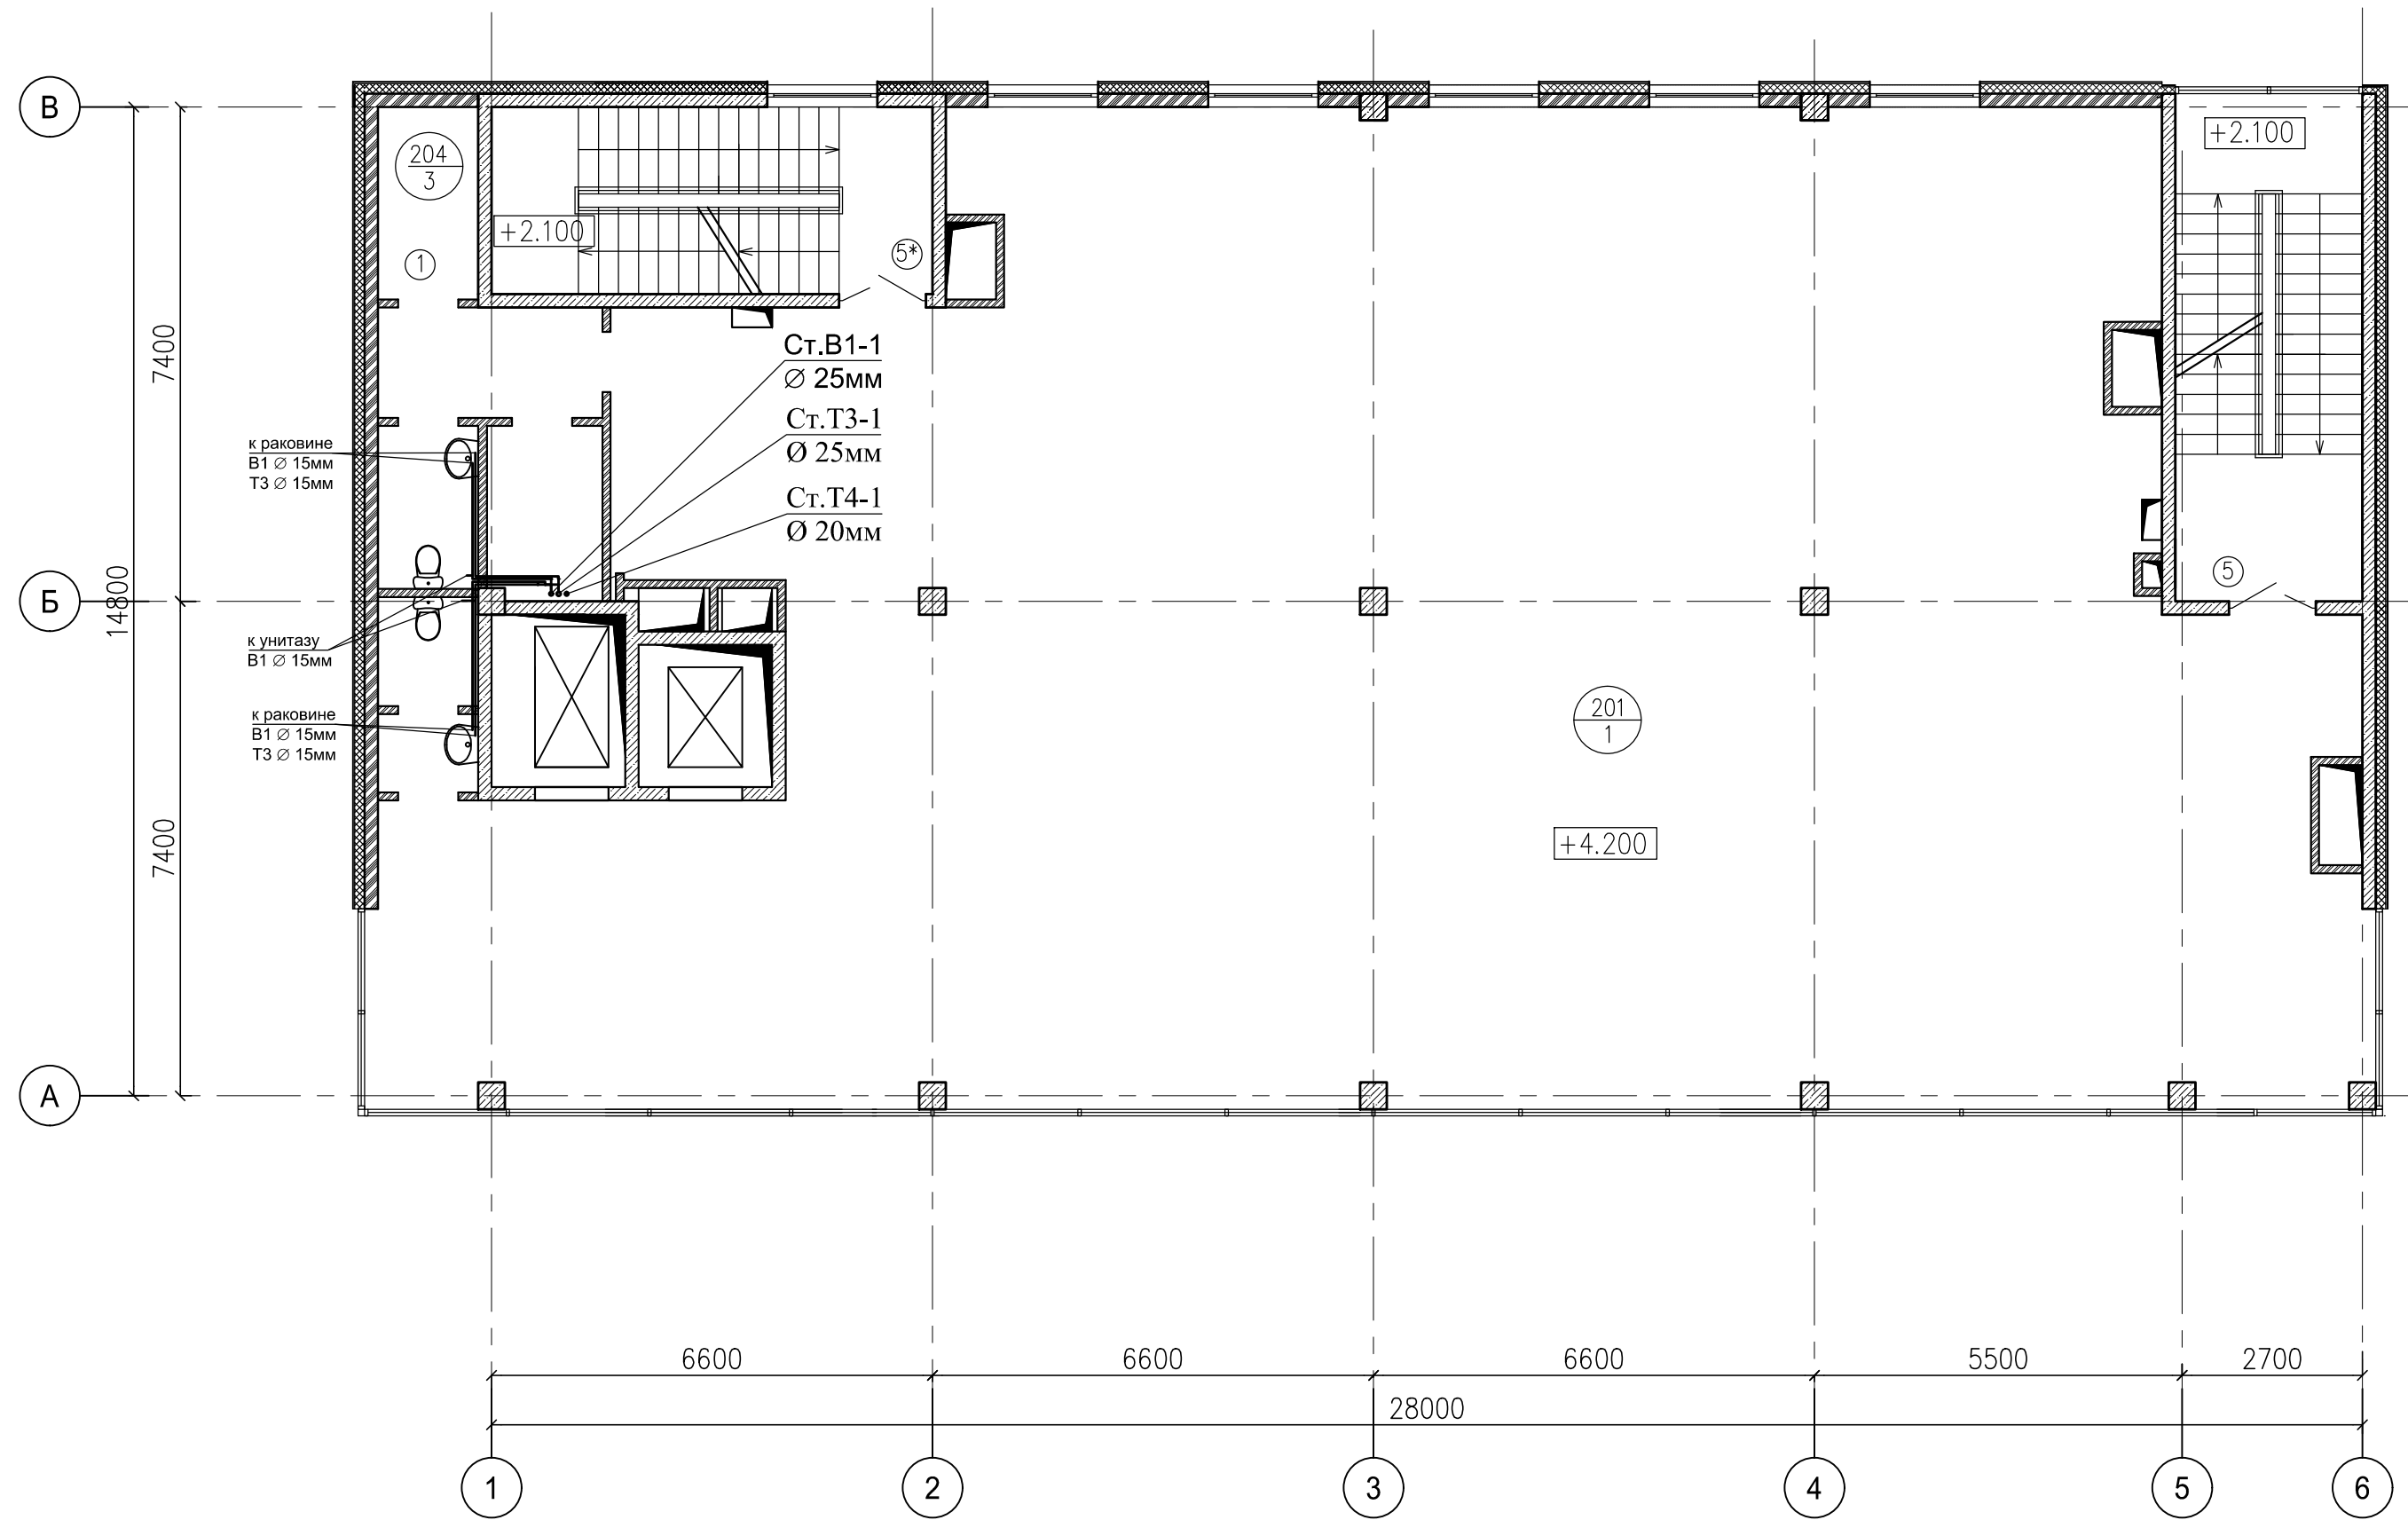 В
204
3
+2.100
+2.100
5*
1
7400
Ст.В1-1
∅ 25мм
Ст.Т3-1
Ø 25мм
к раковине
В1 ∅ 15мм
Т3 ∅ 15мм
Ст.Т4-1
Ø 20мм
5
Б
14800
к унитазу
В1 ∅ 15мм
к раковине
В1 ∅ 15мм
Т3 ∅ 15мм
201
1
+4.200
7400
А
6600
6600
6600
5500
2700
28000
1
2
3
4
5
6